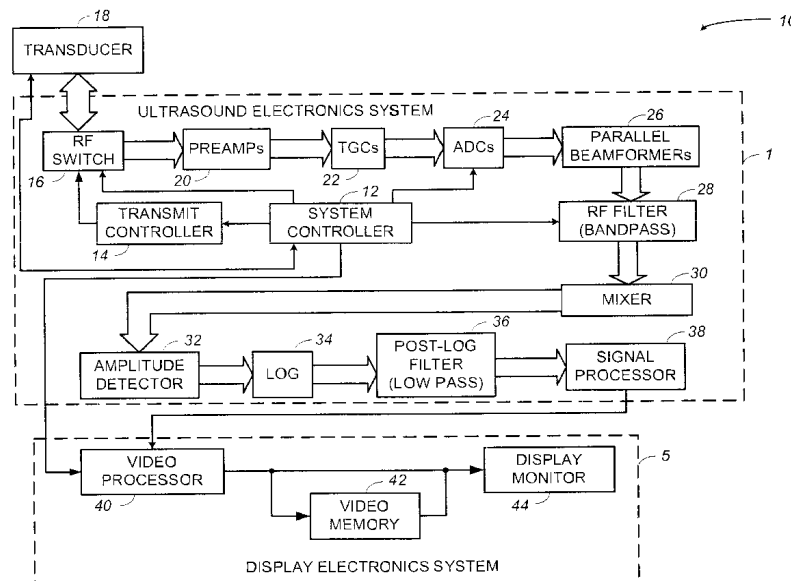 10
18
TRANSDUCER
ULTRASOUND ELECTRONICS SYSTEM
24
26
RF
SWITCH
PREAMPs
TGCs
ADCs
PARALLEL
BEAMFORMERs
1
16
20
22
12
28
TRANSMIT
CONTROLLER
SYSTEM
CONTROLLER
RF FILTER
(BANDPASS)
14
30
MIXER
32
34
36
38
AMPLITUDE
DETECTOR
LOG
POST-LOG
FILTER
(LOW PASS)
SIGNAL
PROCESSOR
5
VIDEO
PROCESSOR
DISPLAY
MONITOR
40
42
44
VIDEO
MEMORY
DISPLAY ELECTRONICS SYSTEM